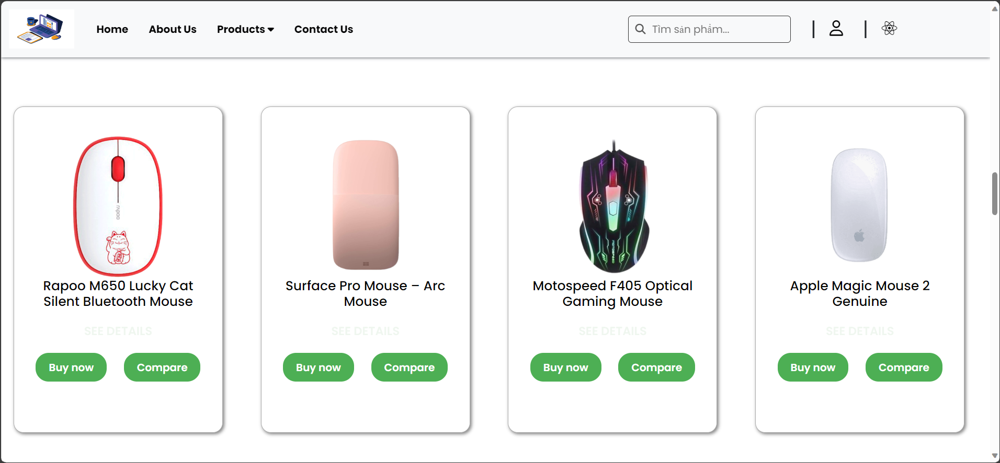 Home
About Us
Products
Contact Us
Tìm sản phẩm...
rapoo
MOTOSPEED
Rapoo M650 Lucky Cat
Silent Bluetooth Mouse
Surface Pro Mouse – Arc
Mouse
Motospeed F405 Optical
Gaming Mouse
Apple Magic Mouse 2
Genuine
SEE DETAILS
SEE DETAILS
SEE DETAILS
SEE DETAILS
Buy now
Compare
Buy now
Compare
Buy now
Compare
Buy now
Compare